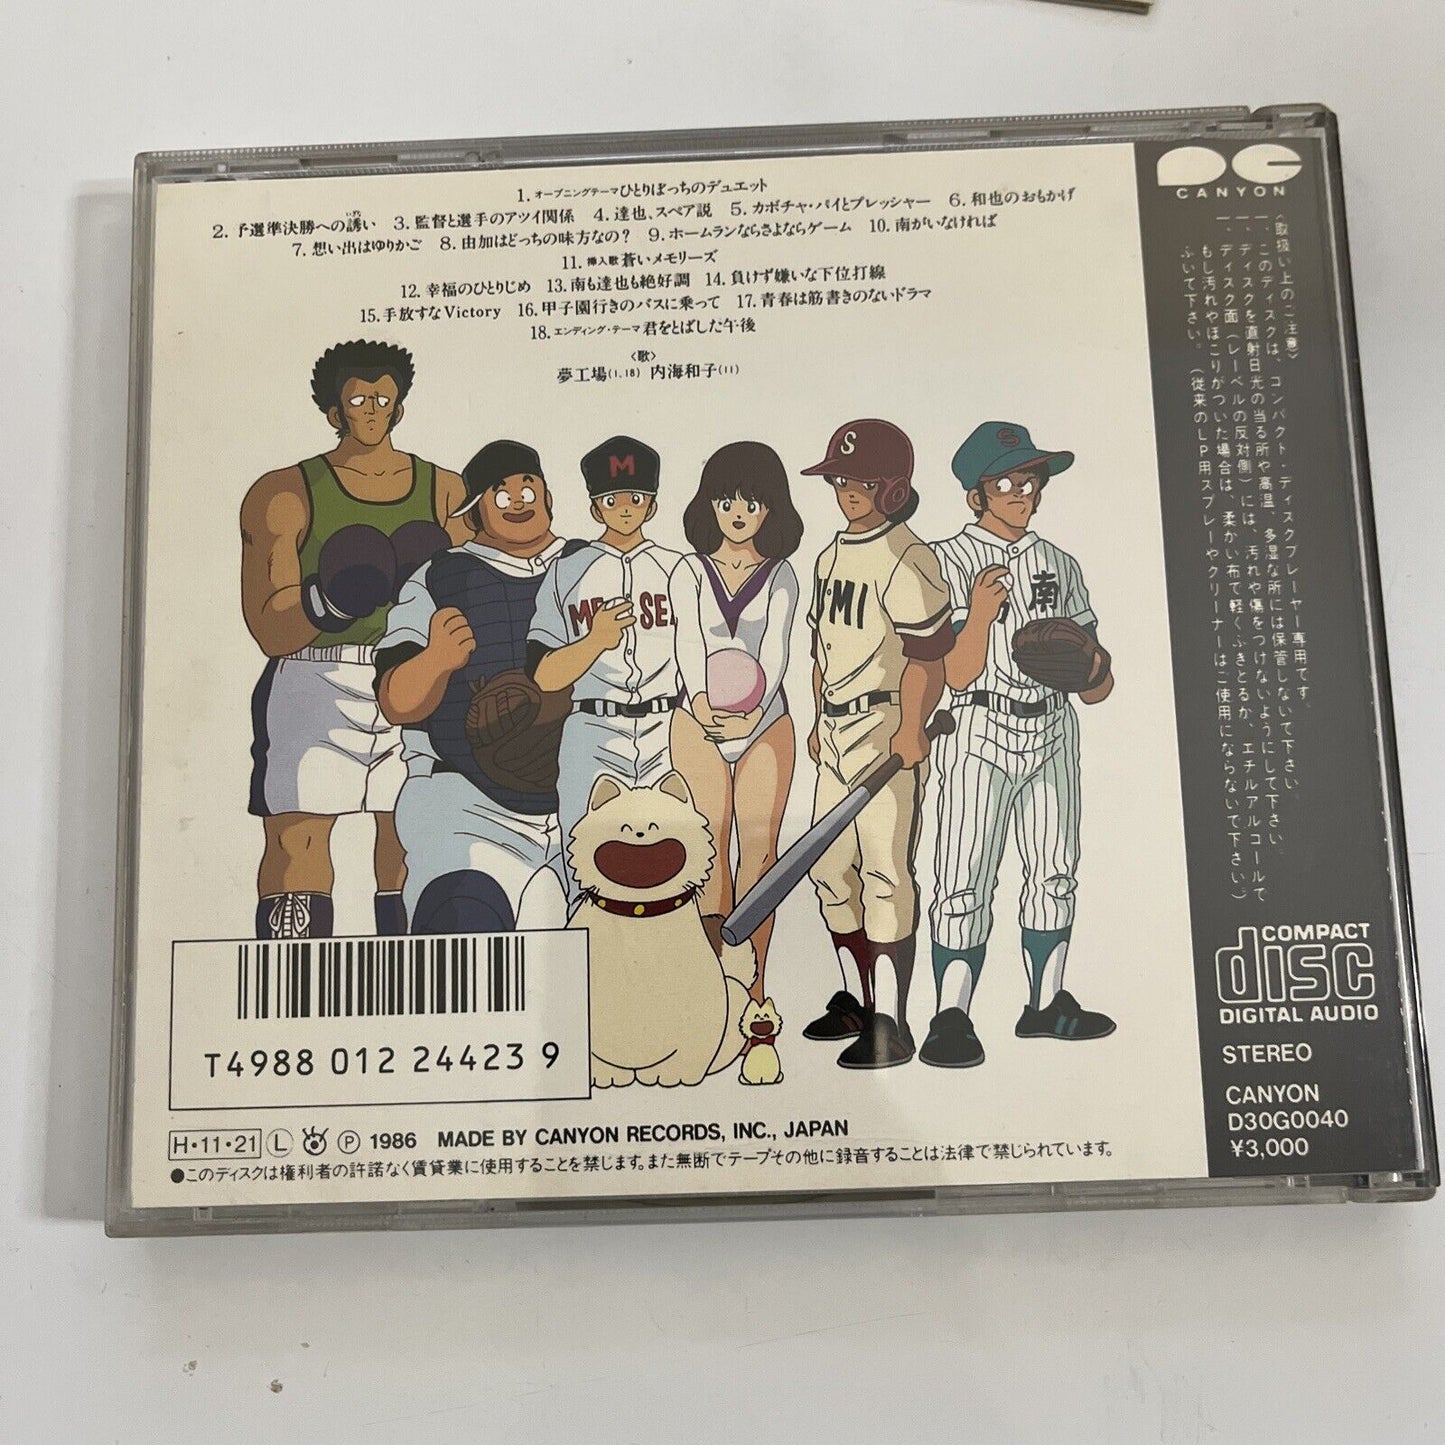 1. オープニングテーマ ひとりぼっちのデュエット
2. 予選準決勝への誘い 3. 監督と選手のアツイ関係 4. 達也、スペア説 5. カボチャ・パイとプレッシャー 6. 和也のおもかげ
7. 想い出はゆりかご 8. 由加はどっちの味方なの? 9. ホームランならさよならゲーム 10. 南がいなければ
11. 挿入歌 蒼いメモリーズ
12. 幸福のひとりじめ 13. 南も達也も絶好調 14. 負けず嫌いな下位打線
15. 手放すなVictory 16. 甲子園行きのバスに乗って 17. 青春は筋書きのないドラマ
18. エンディング・テーマ 君をとばした午後
〈歌〉
夢工場(1, 18) 内海和子(11)
M
S
S
ME SE
UMI
南
T4988 012 24423 9
H・11・21 L P 1986 MADE BY CANYON RECORDS, INC., JAPAN
●このディスクは権利者の許諾なく賃貸業に使用することを禁じます。また無断でテープその他に録音することは法律で禁じられています。
CANYON
〈取扱い上のご注意〉
一、このディスクは、コンパクト・ディスクプレーヤー専用です。
一、ディスクを直射日光の当る所や高温、多湿な所には保管しないで下さい。
一、ディスク面(レーベルの反対側)には、汚れや傷をつけないようにして下さい。
もし汚れやほこりがついた場合は、柔かい布で軽くふきとるか、エチルアルコールで
ふいて下さい。(従来のLP用スプレーやクリーナーはご使用にならないで下さい)
COMPACT
disc
DIGITAL AUDIO
STEREO
CANYON
D30G0040
¥3,000